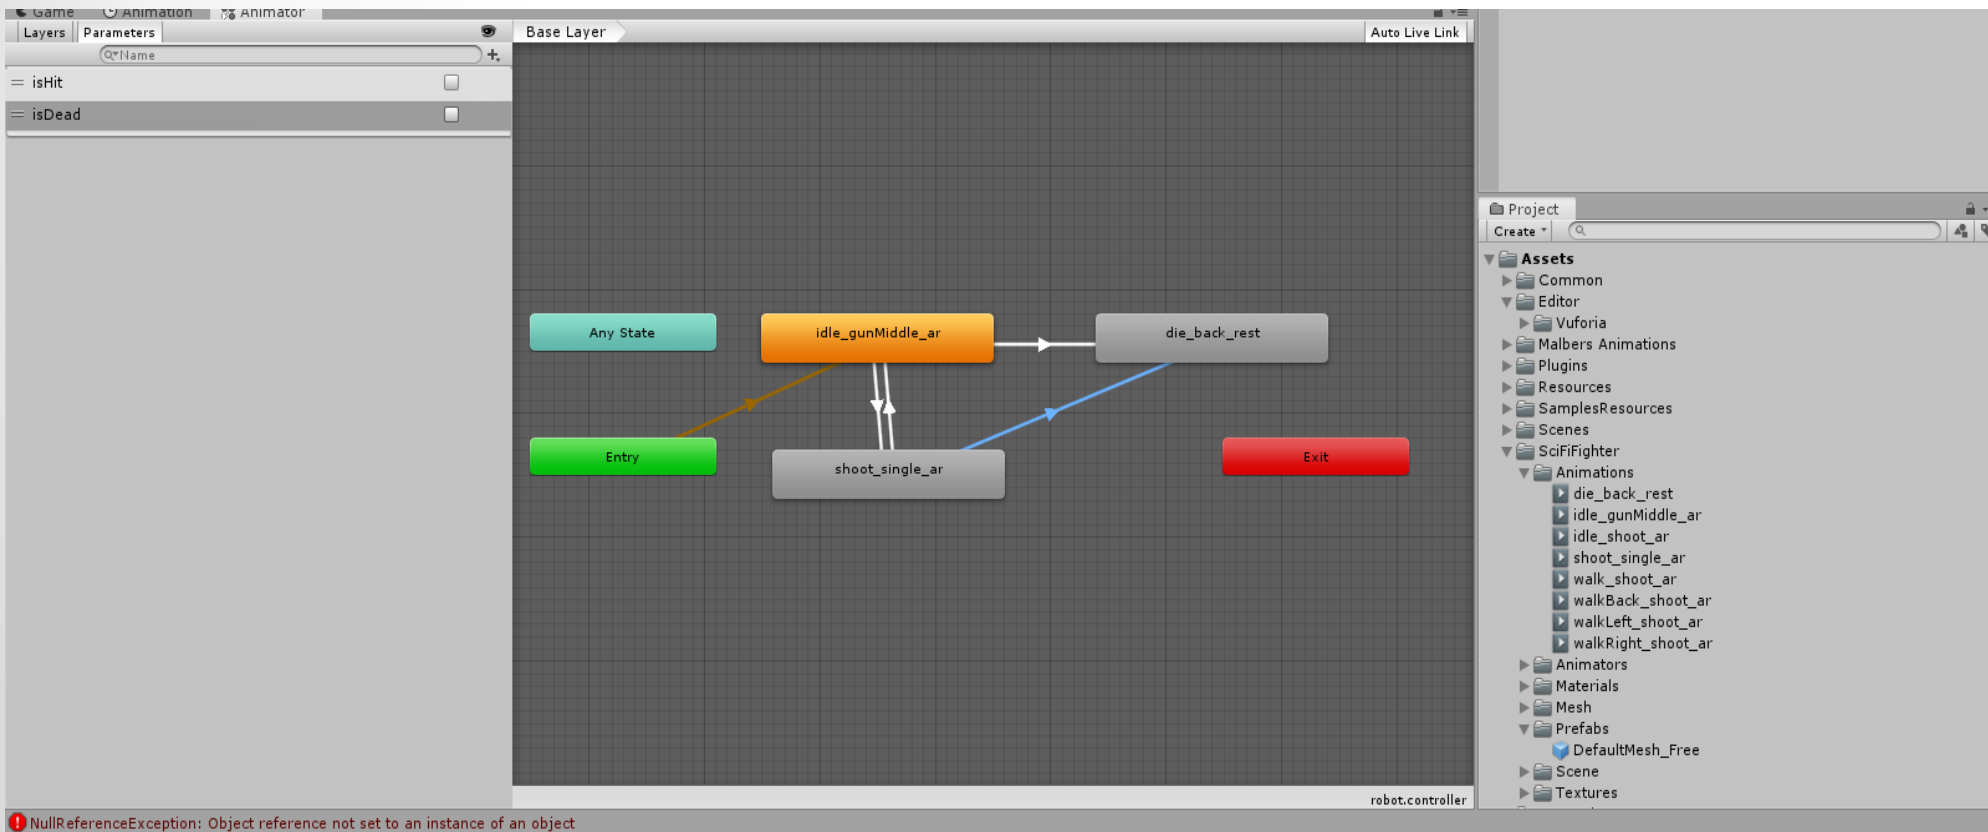 Game Animation Animator
Layers Parameters
Name
isHit
isDead
Base Layer
Auto Live Link
Any State
idle_gunMiddle_ar
die_back_rest
Entry
shoot_single_ar
Exit
robot.controller
Project
Create
Assets
Common
Editor
Vuforia
Malbers Animations
Plugins
Resources
SamplesResources
Scenes
SciFiFighter
Animations
die_back_rest
idle_gunMiddle_ar
idle_shoot_ar
shoot_single_ar
walk_shoot_ar
walkBack_shoot_ar
walkLeft_shoot_ar
walkRight_shoot_ar
Animators
Materials
Mesh
Prefabs
DefaultMesh_Free
Scene
Textures
NullReferenceException: Object reference not set to an instance of an object